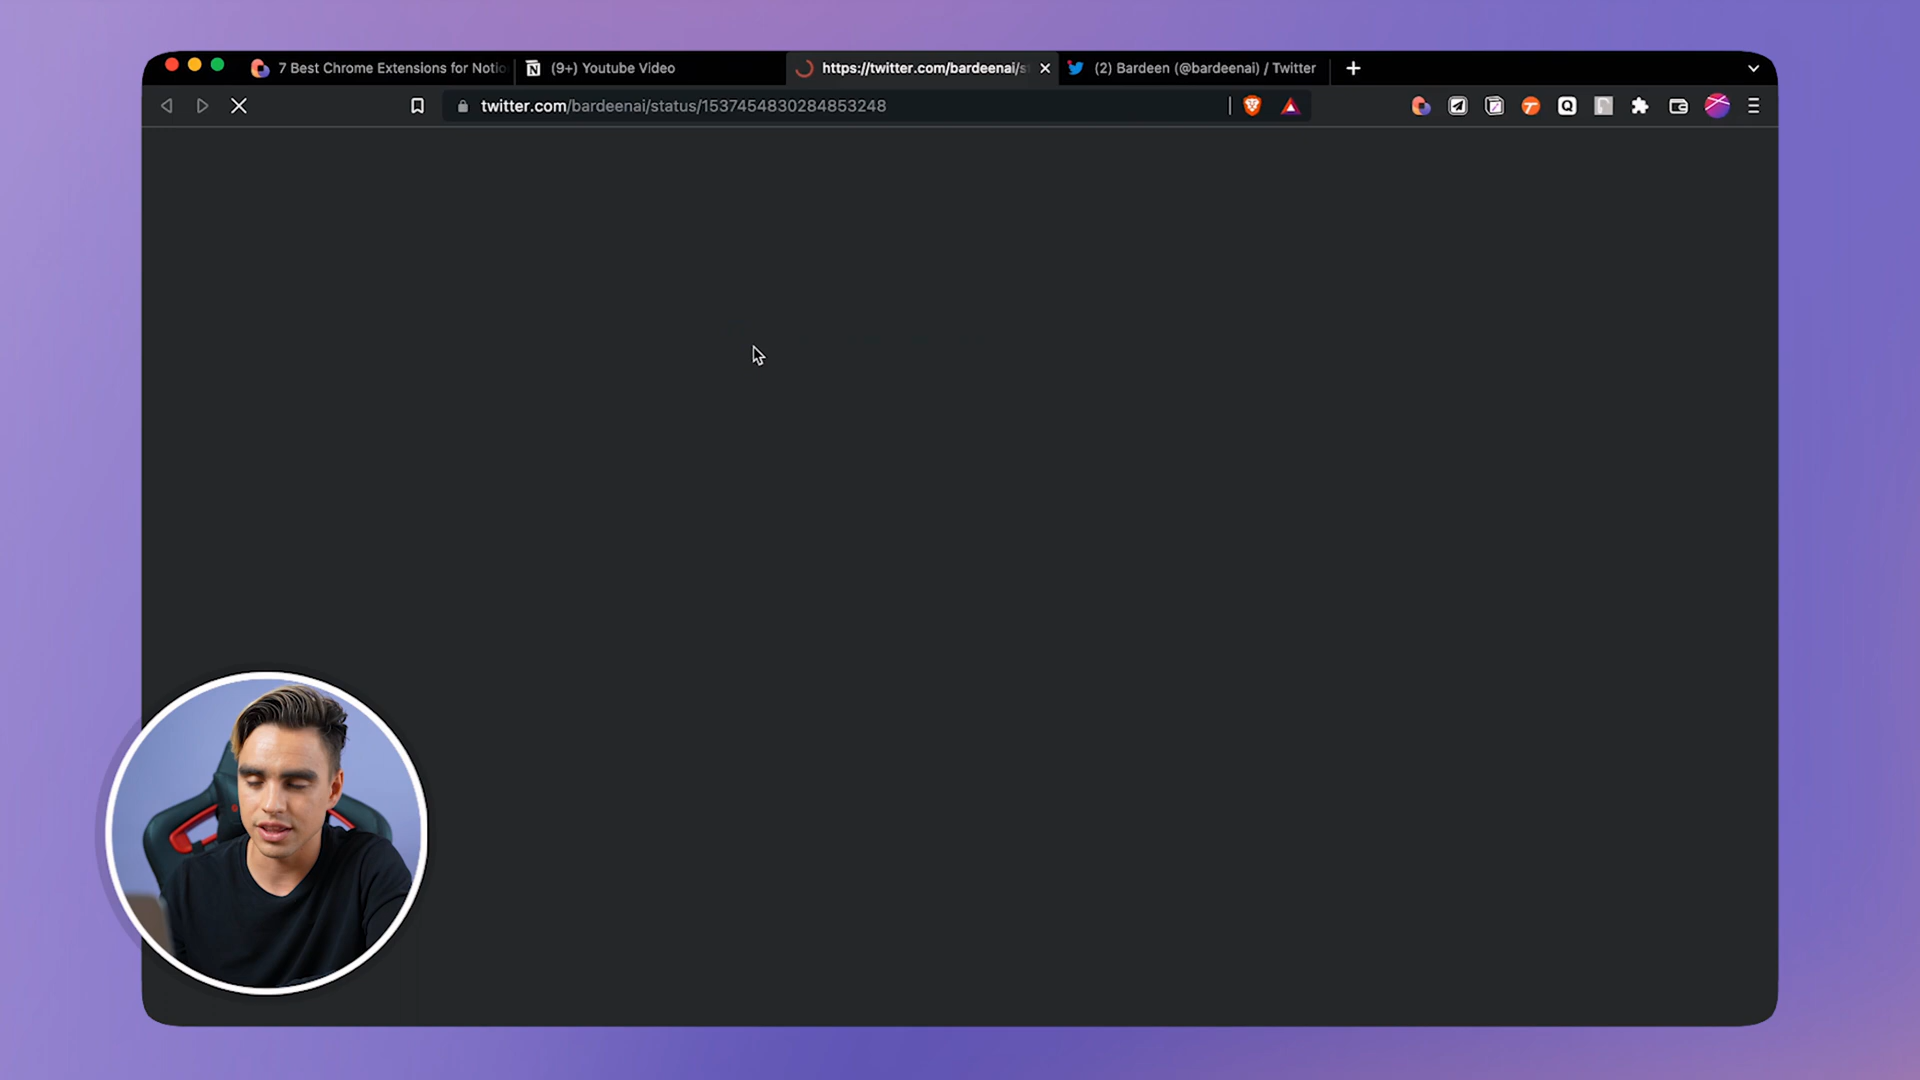 7 Best Chrome Extensions for Notio
(9+) Youtube Video
https://twitter.com/bardeenai/s
(2) Bardeen (@bardeenai) / Twitter
twitter.com/bardeenai/status/1537454830284853248